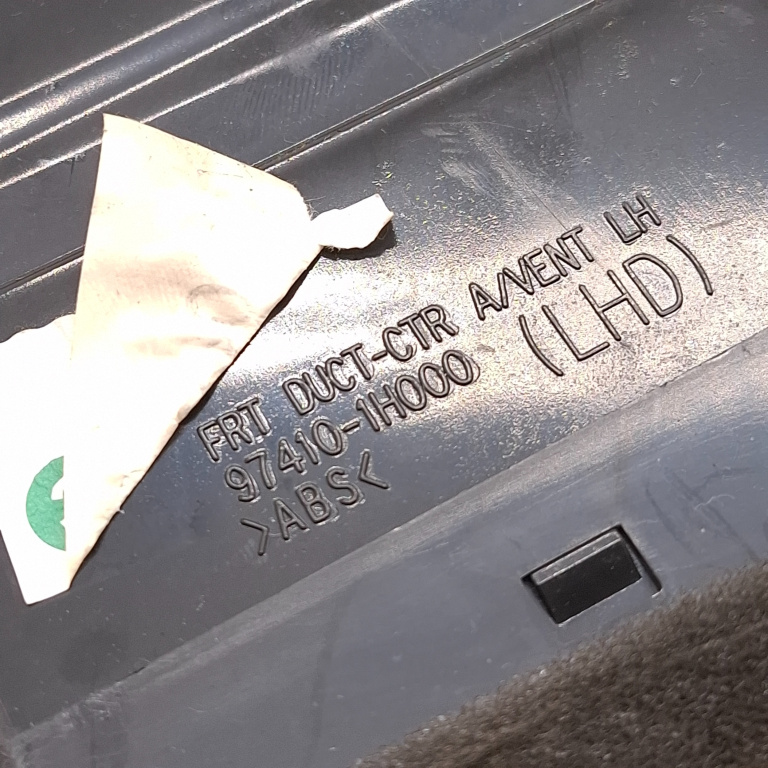 FRT DUCT-CTR A/VENT LH
97410-1H000 (LHD)
>ABS<